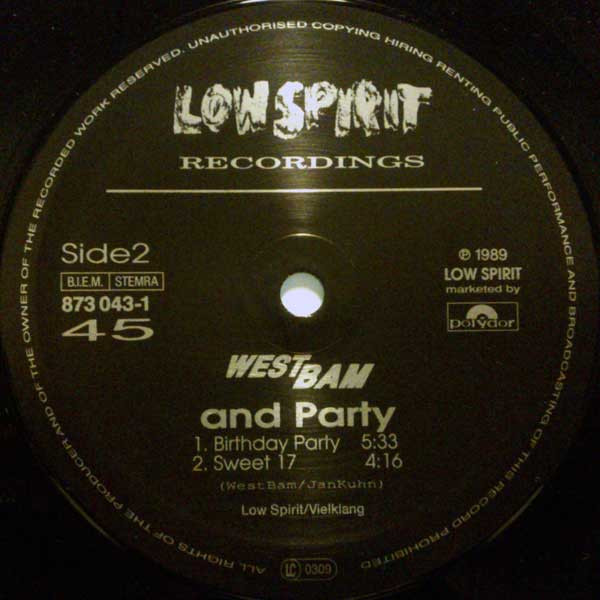 ALL RIGHTS OF THE PRODUCER AND OF THE OWNER OF THE RECORDED WORK RESERVED. UNAUTHORISED COPYING HIRING RENTING PUBLIC PERFORMANCE AND BROADCASTING OF THIS RECORD PROHIBITED
LOW SPIRIT
RECORDINGS
Side2
B.I.E.M. STEMRA
873 043-1
45
℗ 1989
LOW SPIRIT
marketed by
polydor
WESTBAM
and Party
1. Birthday Party 5:33
2. Sweet 17 4:16
(WestBam/JanKuhn)
Low Spirit/Vielklang
LC 0309